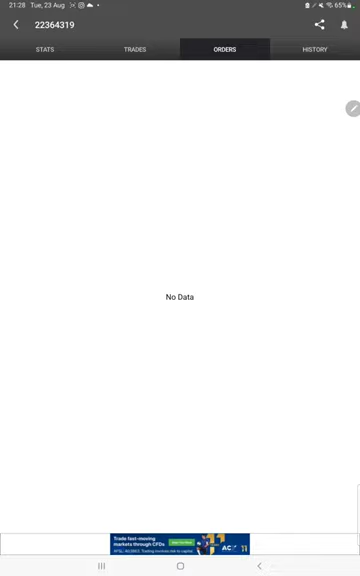 21:28 Tue, 23 Aug
65%
22364319
STATS TRADES ORDERS HISTORY
No Data
Trade fast-moving
markets through CFDs